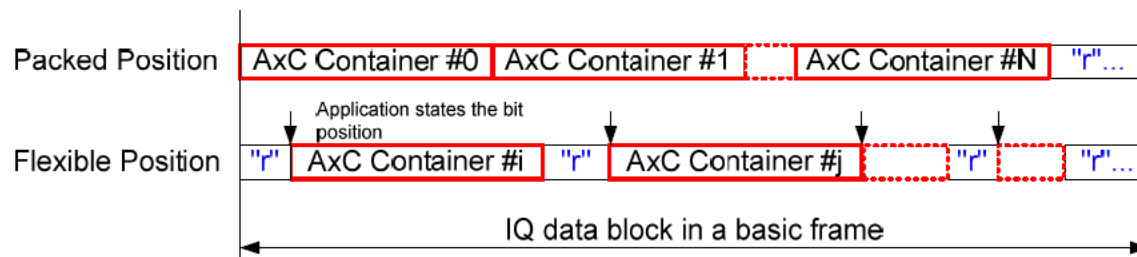 Packed Position AxC Container #0 AxC Container #1 AxC Container #N "r"...
Application states the bit
position
Flexible Position "r" AxC Container #i "r" AxC Container #j "r" "r"...
IQ data block in a basic frame